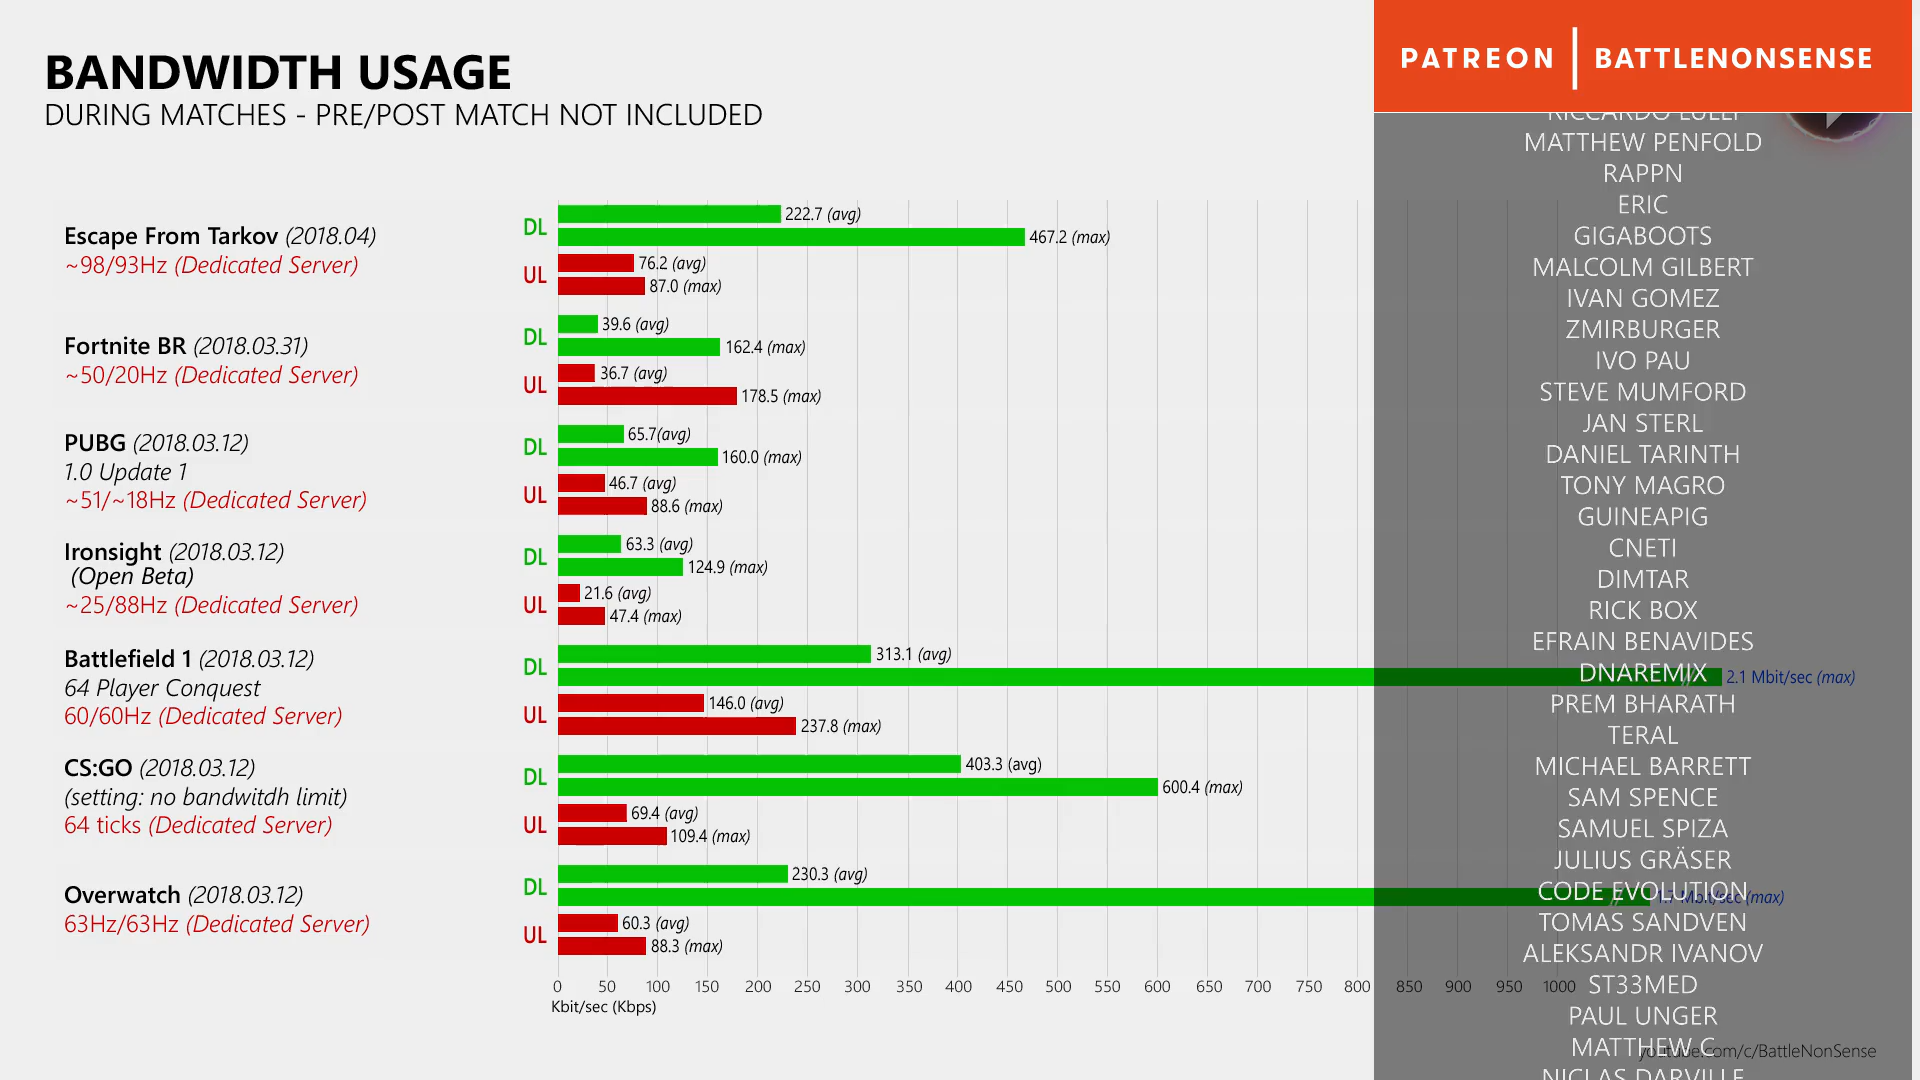 BANDWIDTH USAGE
DURING MATCHES - PRE/POST MATCH NOT INCLUDED
Escape From Tarkov (2018.04)
~98/93Hz (Dedicated Server)
DL
222.7 (avg)
467.2 (max)
UL
76.2 (avg)
87.0 (max)
Fortnite BR (2018.03.31)
~50/20Hz (Dedicated Server)
DL
39.6 (avg)
162.4 (max)
UL
36.7 (avg)
178.5 (max)
PUBG (2018.03.12)
1.0 Update 1
~51/~18Hz (Dedicated Server)
DL
65.7(avg)
160.0 (max)
UL
46.7 (avg)
88.6 (max)
Ironsight (2018.03.12)
(Open Beta)
~25/88Hz (Dedicated Server)
DL
63.3 (avg)
124.9 (max)
UL
21.6 (avg)
47.4 (max)
Battlefield 1 (2018.03.12)
64 Player Conquest
60/60Hz (Dedicated Server)
DL
313.1 (avg)
2.1 Mbit/sec (max)
UL
146.0 (avg)
237.8 (max)
CS:GO (2018.03.12)
(setting: no bandwitdh limit)
64 ticks (Dedicated Server)
DL
403.3 (avg)
600.4 (max)
UL
69.4 (avg)
109.4 (max)
Overwatch (2018.03.12)
63Hz/63Hz (Dedicated Server)
DL
230.3 (avg)
1.7 Mbit/sec (max)
UL
60.3 (avg)
88.3 (max)
0 50 100 150 200 250 300 350 400 450 500 550 600 650 700 750 800 850 900 950 1000
Kbit/sec (Kbps)
PATREON | BATTLENONSENSE
RICCARDO LULLI
MATTHEW PENFOLD
RAPPN
ERIC
GIGABOOTS
MALCOLM GILBERT
IVAN GOMEZ
ZMIRBURGER
IVO PAU
STEVE MUMFORD
JAN STERL
DANIEL TARINTH
TONY MAGRO
GUINEAPIG
CNETI
DIMTAR
RICK BOX
EFRAIN BENAVIDES
DNAREMIX
PREM BHARATH
TERAL
MICHAEL BARRETT
SAM SPENCE
SAMUEL SPIZA
JULIUS GRÄSER
CODE EVOLUTION
TOMAS SANDVEN
ALEKSANDR IVANOV
ST33MED
PAUL UNGER
MATTHEW C
youtube.com/c/BattleNonSense
NICLAS DARVILLE